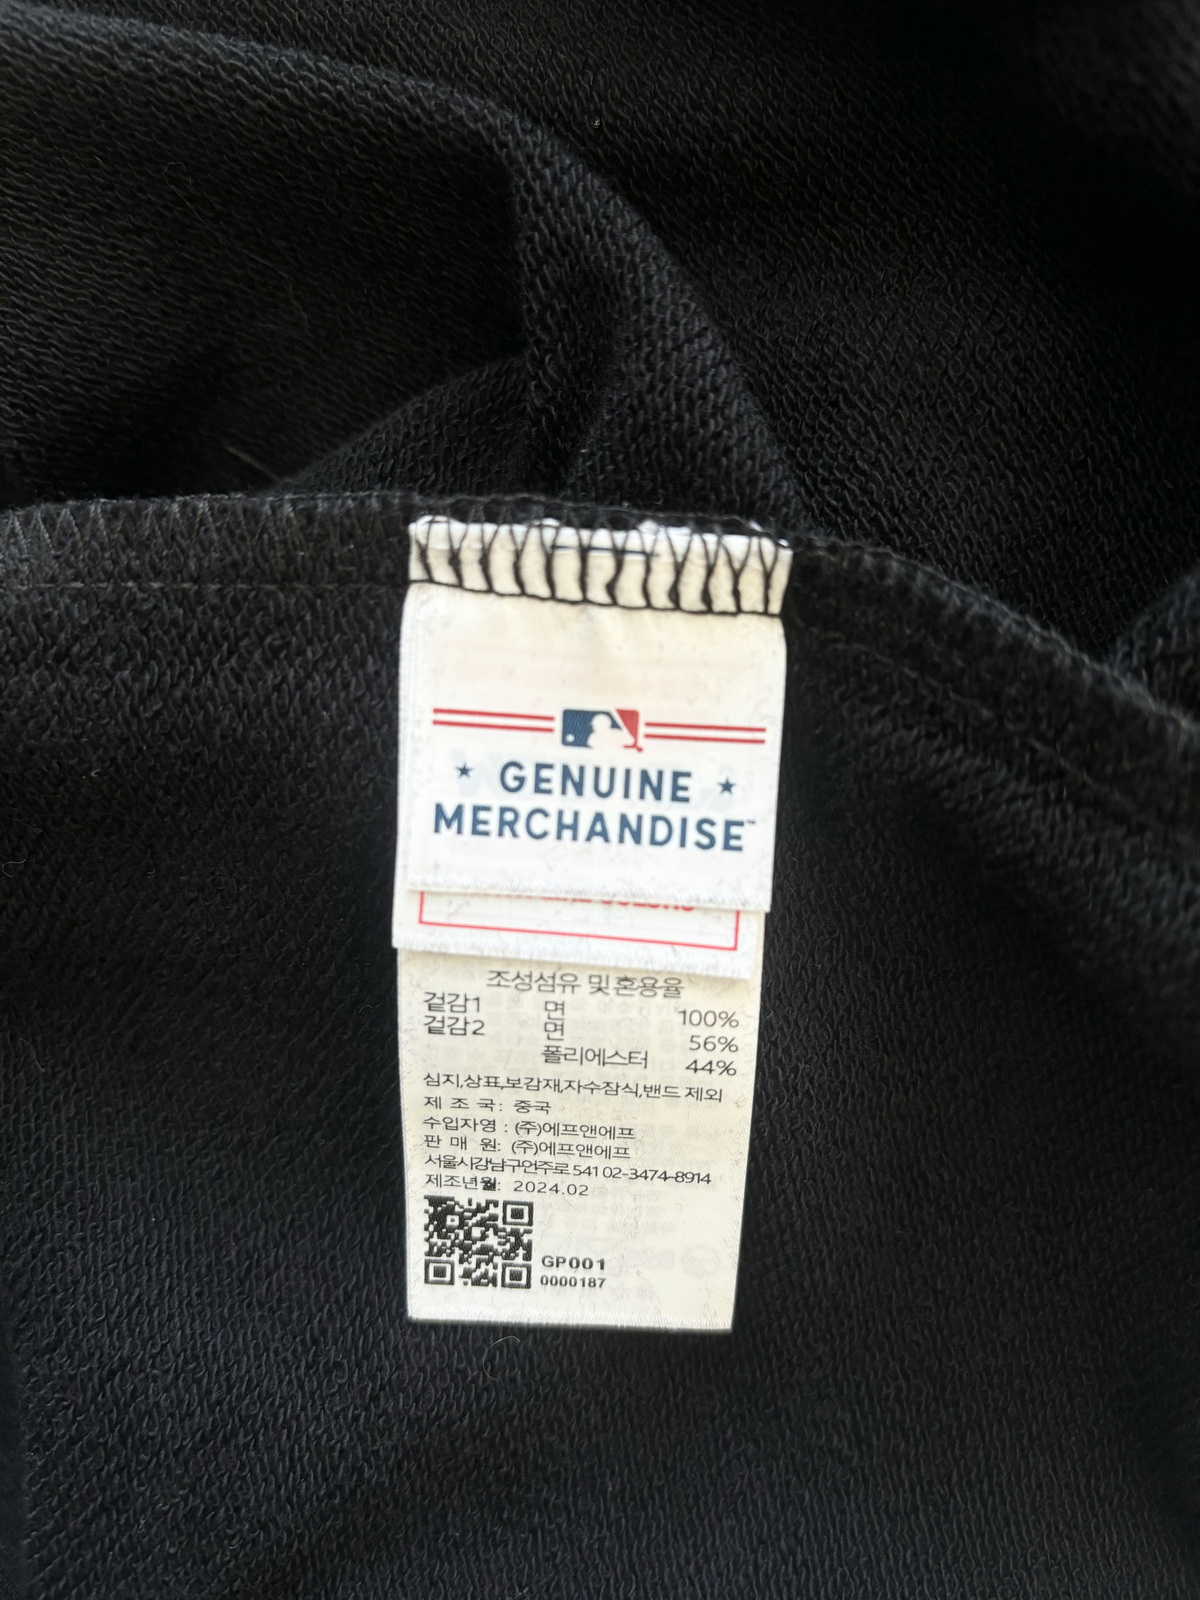 GENUINE
MERCHANDISE™
조성섬유 및 혼용율
겉감1 면 100%
겉감2 면 56%
폴리에스터 44%
심지,상표,보감재,자수장식,밴드 제외
제 조 국: 중국
수입자영 : (주)에프앤에프
판 매 원: (주)에프앤에프
서울시강남구언주로 541 02-3474-8914
제조년월: 2024.02
GP001
0000187